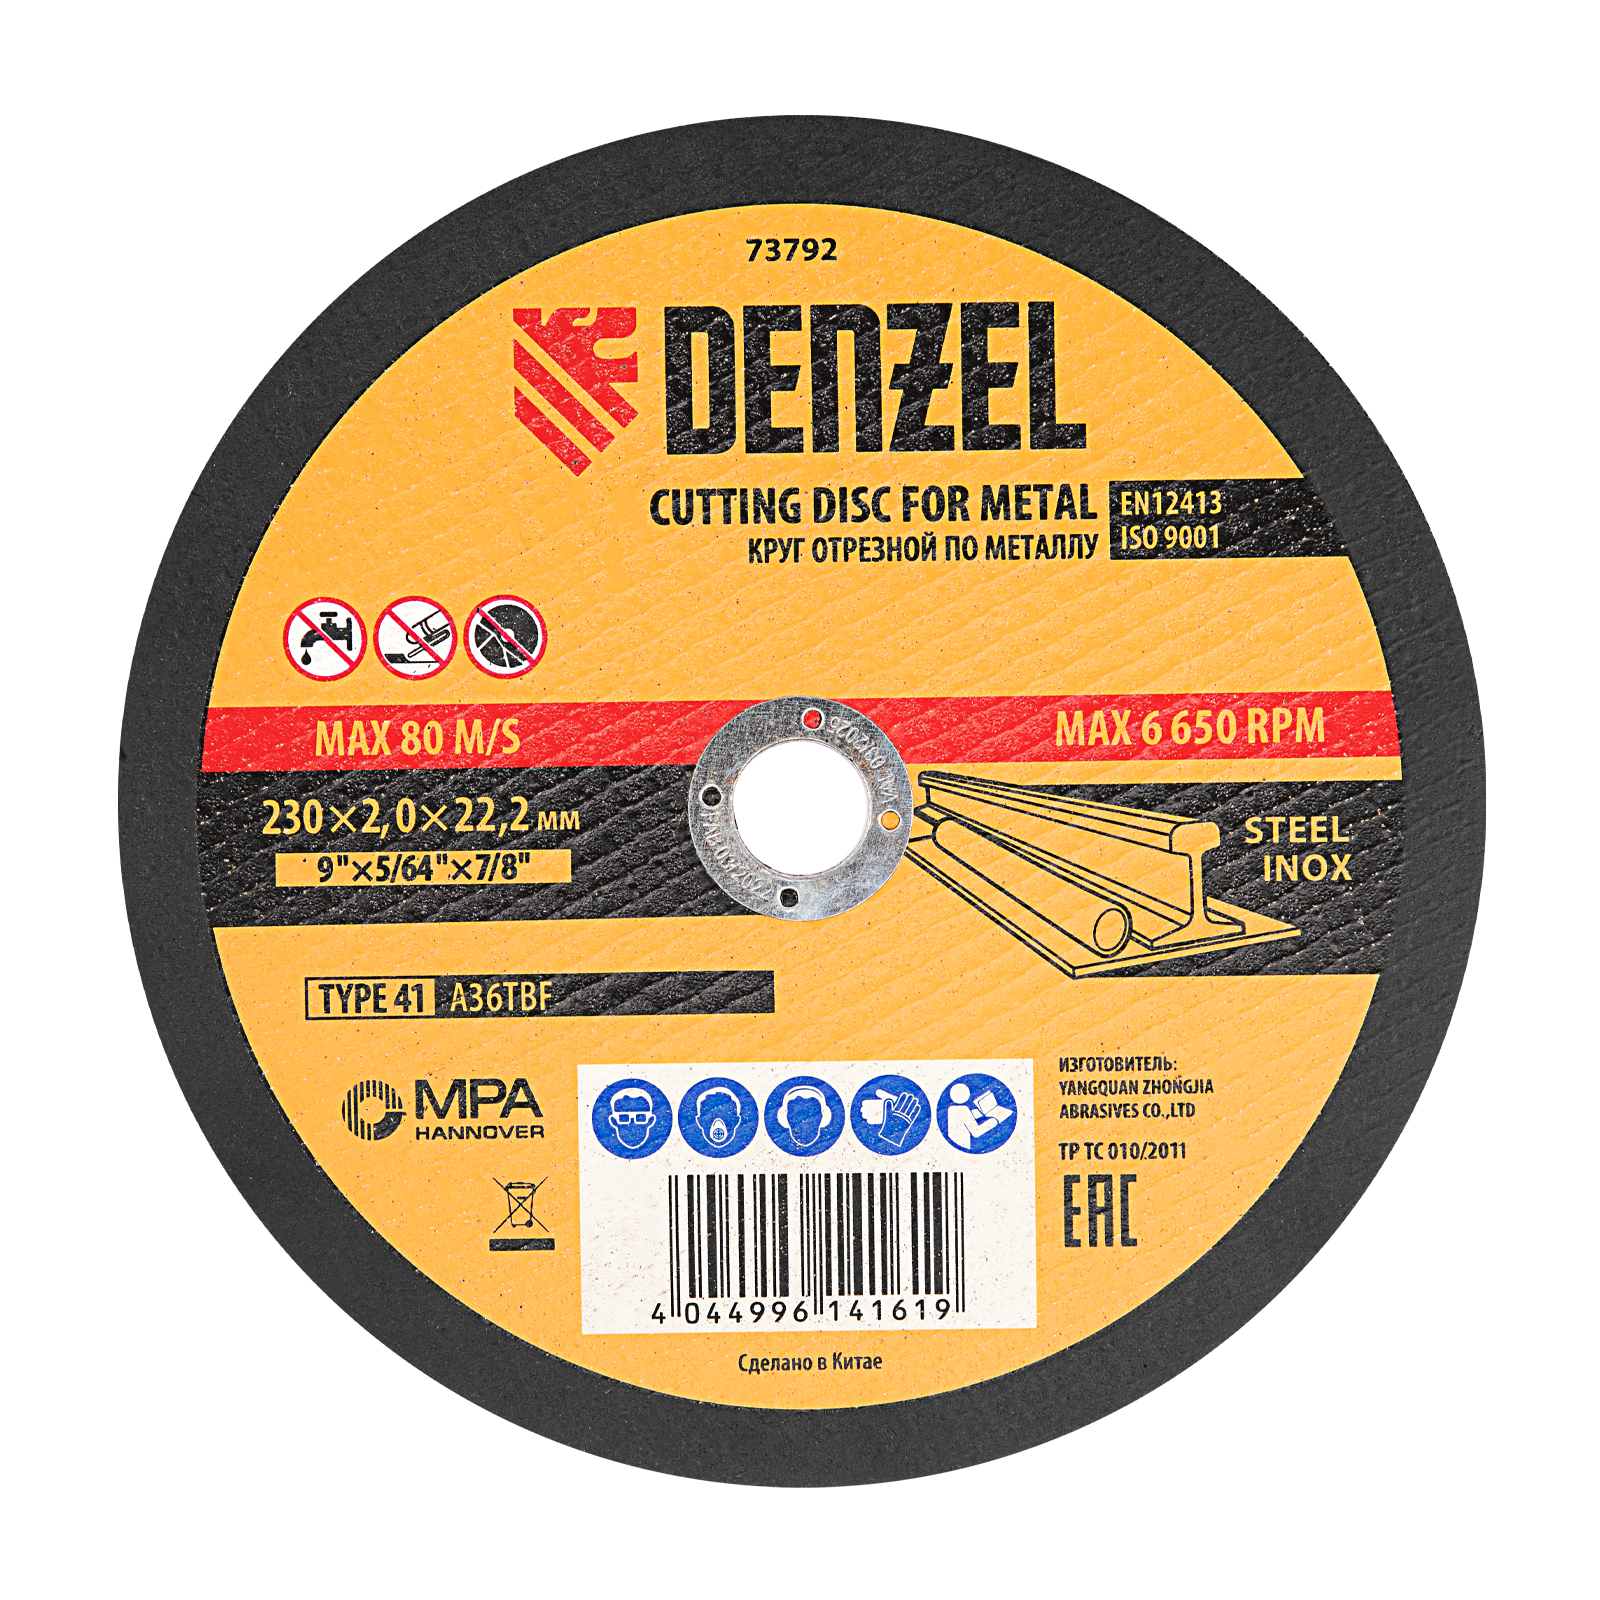 73792
DENZEL
CUTTING DISC FOR METAL
КРУГ ОТРЕЗНОЙ ПО МЕТАЛЛУ
EN12413
ISO 9001
MAX 80 M/S
MAX 6 650 RPM
230×2,0×22,2 мм
9"×5/64"×7/8"
STEEL
INOX
TYPE 41 A36TBF
MPA
HANNOVER
ИЗГОТОВИТЕЛЬ:
YANGQUAN ZHONGJIA
ABRASIVES CO.,LTD
ТР ТС 010/2011
EAC
4 044996 141619
Сделано в Китае